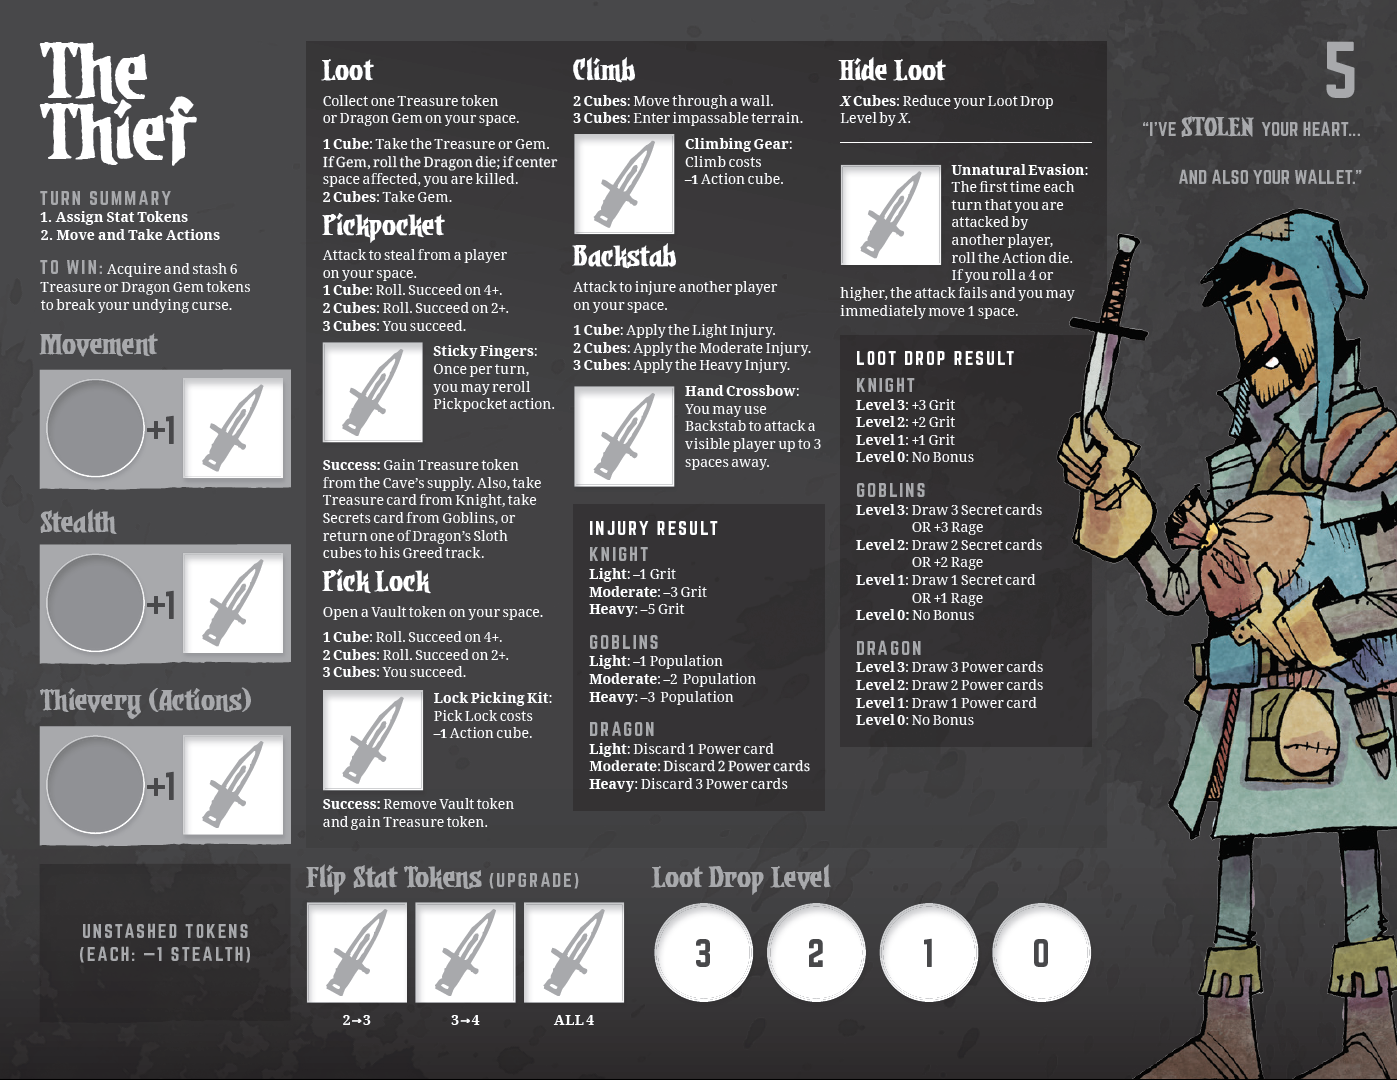 The
Thief
TURN SUMMARY
1. Assign Stat Tokens
2. Move and Take Actions
TO WIN: Acquire and stash 6
Treasure or Dragon Gem tokens
to break your undying curse.
Movement
+1
Stealth
+1
Thievery (Actions)
+1
UNSTASHED TOKENS
(EACH: –1 STEALTH)
Loot
Collect one Treasure token
or Dragon Gem on your space.
1 Cube: Take the Treasure or Gem.
If Gem, roll the Dragon die; if center
space affected, you are killed.
2 Cubes: Take Gem.
Pickpocket
Attack to steal from a player
on your space.
1 Cube: Roll. Succeed on 4+.
2 Cubes: Roll. Succeed on 2+.
3 Cubes: You succeed.
Sticky Fingers:
Once per turn,
you may reroll
Pickpocket action.
Success: Gain Treasure token
from the Cave's supply. Also, take
Treasure card from Knight, take
Secrets card from Goblins, or
return one of Dragon's Sloth
cubes to his Greed track.
Pick Lock
Open a Vault token on your space.
1 Cube: Roll. Succeed on 4+.
2 Cubes: Roll. Succeed on 2+.
3 Cubes: You succeed.
Lock Picking Kit:
Pick Lock costs
–1 Action cube.
Success: Remove Vault token
and gain Treasure token.
Climb
2 Cubes: Move through a wall.
3 Cubes: Enter impassable terrain.
Climbing Gear:
Climb costs
–1 Action cube.
Backstab
Attack to injure another player
on your space.
1 Cube: Apply the Light Injury.
2 Cubes: Apply the Moderate Injury.
3 Cubes: Apply the Heavy Injury.
Hand Crossbow:
You may use
Backstab to attack a
visible player up to 3
spaces away.
INJURY RESULT
KNIGHT
Light: –1 Grit
Moderate: –3 Grit
Heavy: –5 Grit
GOBLINS
Light: –1 Population
Moderate: –2 Population
Heavy: –3 Population
DRAGON
Light: Discard 1 Power card
Moderate: Discard 2 Power cards
Heavy: Discard 3 Power cards
Hide Loot
X Cubes: Reduce your Loot Drop
Level by X.
Unnatural Evasion:
The first time each
turn that you are
attacked by
another player,
roll the Action die.
If you roll a 4 or
higher, the attack fails and you may
immediately move 1 space.
LOOT DROP RESULT
KNIGHT
Level 3: +3 Grit
Level 2: +2 Grit
Level 1: +1 Grit
Level 0: No Bonus
GOBLINS
Level 3: Draw 3 Secret cards
OR +3 Rage
Level 2: Draw 2 Secret cards
OR +2 Rage
Level 1: Draw 1 Secret card
OR +1 Rage
Level 0: No Bonus
DRAGON
Level 3: Draw 3 Power cards
Level 2: Draw 2 Power cards
Level 1: Draw 1 Power card
Level 0: No Bonus
Flip Stat Tokens (UPGRADE)
2→3
3→4
ALL 4
Loot Drop Level
3
2
1
0
5
“I'VE STOLEN YOUR HEART...
AND ALSO YOUR WALLET.”